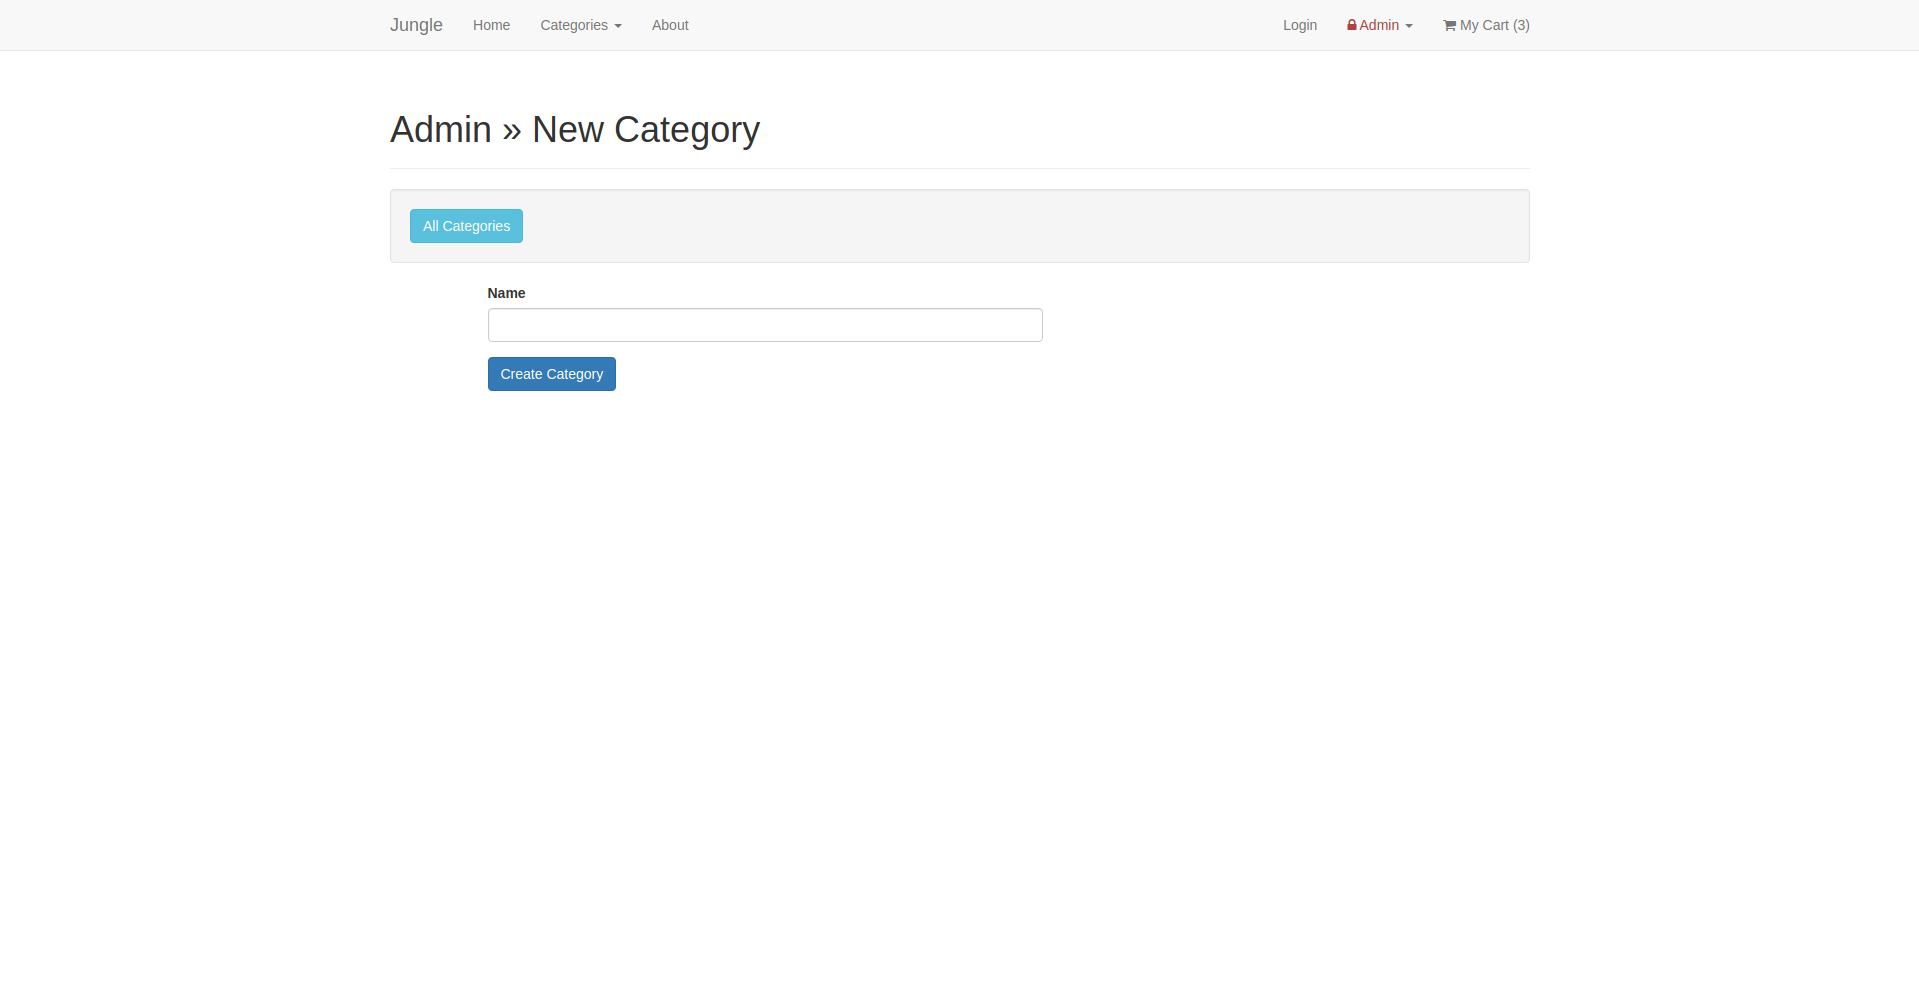 Jungle Home Categories About Login Admin My Cart (3)
Admin » New Category
All Categories
Name
Create Category